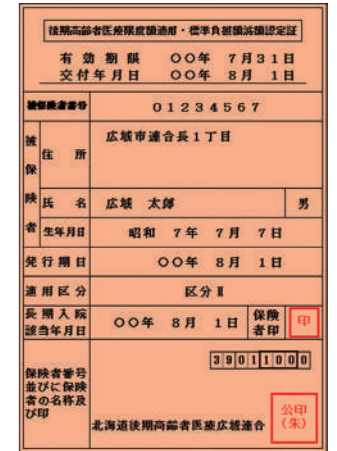 後期高齢者医療限度額適用・標準負担額減額認定証
有効期限 〇〇年 7月31日
交付年月日 〇〇年 8月 1日
被保険者番号 01234567
被保険者
住所 広域市連合長1丁目
氏名 広域 太郎 男
生年月日 昭和 7年 7月 7日
発行期日 〇〇年 8月 1日
適用区分 区分Ⅱ
長期入院
該当年月日 〇〇年 8月 1日 保険
者印 印
保険者番号
並びに保険
者の名称及
び印
39011000
北海道後期高齢者医療広域連合
公印
(朱)